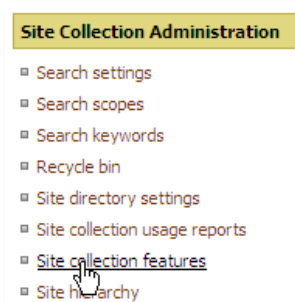 Site Collection Administration
Search settings
Search scopes
Search keywords
Recycle bin
Site directory settings
Site collection usage reports
Site collection features
Site hierarchy